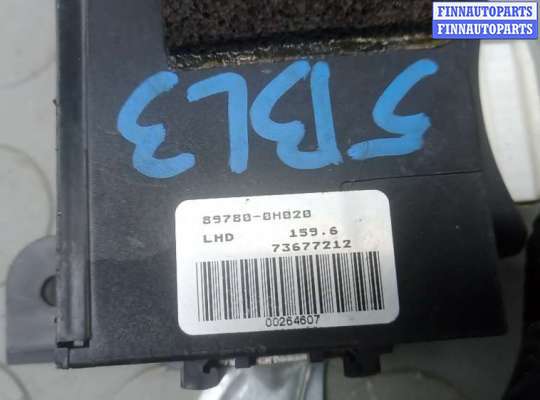 FINNAUTOPARTS
FINNAUTOPARTS
5BL3
89780-0H020
LHD 159.6
73677212
00264607